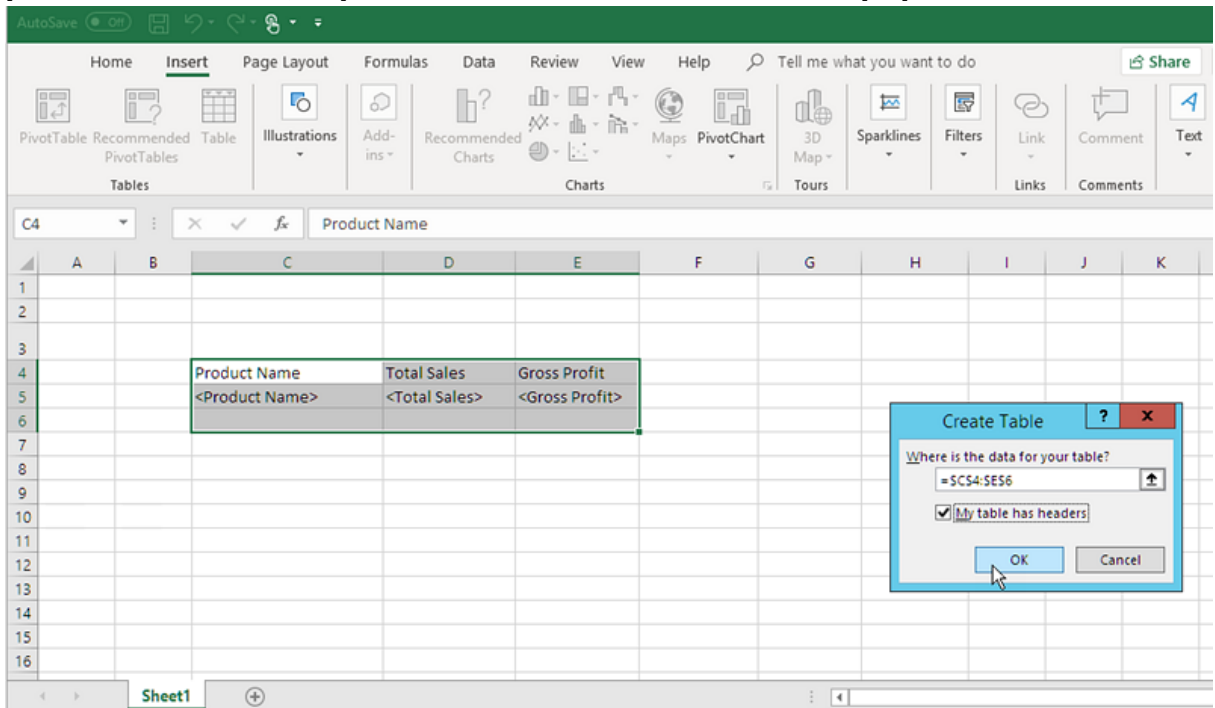 AutoSave Off
Home Insert Page Layout Formulas Data Review View Help Tell me what you want to do Share
PivotTable Recommended PivotTables Table Illustrations Add-ins Recommended Charts Maps PivotChart 3D Map Sparklines Filters Link Comment Text
Tables Charts Tours Links Comments
C4 fx Product Name
A B C D E F G H I J K
1
2
3
4 Product Name Total Sales Gross Profit
5 <Product Name> <Total Sales> <Gross Profit>
6
7
8
9
10
11
12
13
14
15
16
Create Table ? x
Where is the data for your table?
=$C$4:$E$6
My table has headers
OK Cancel
Sheet1